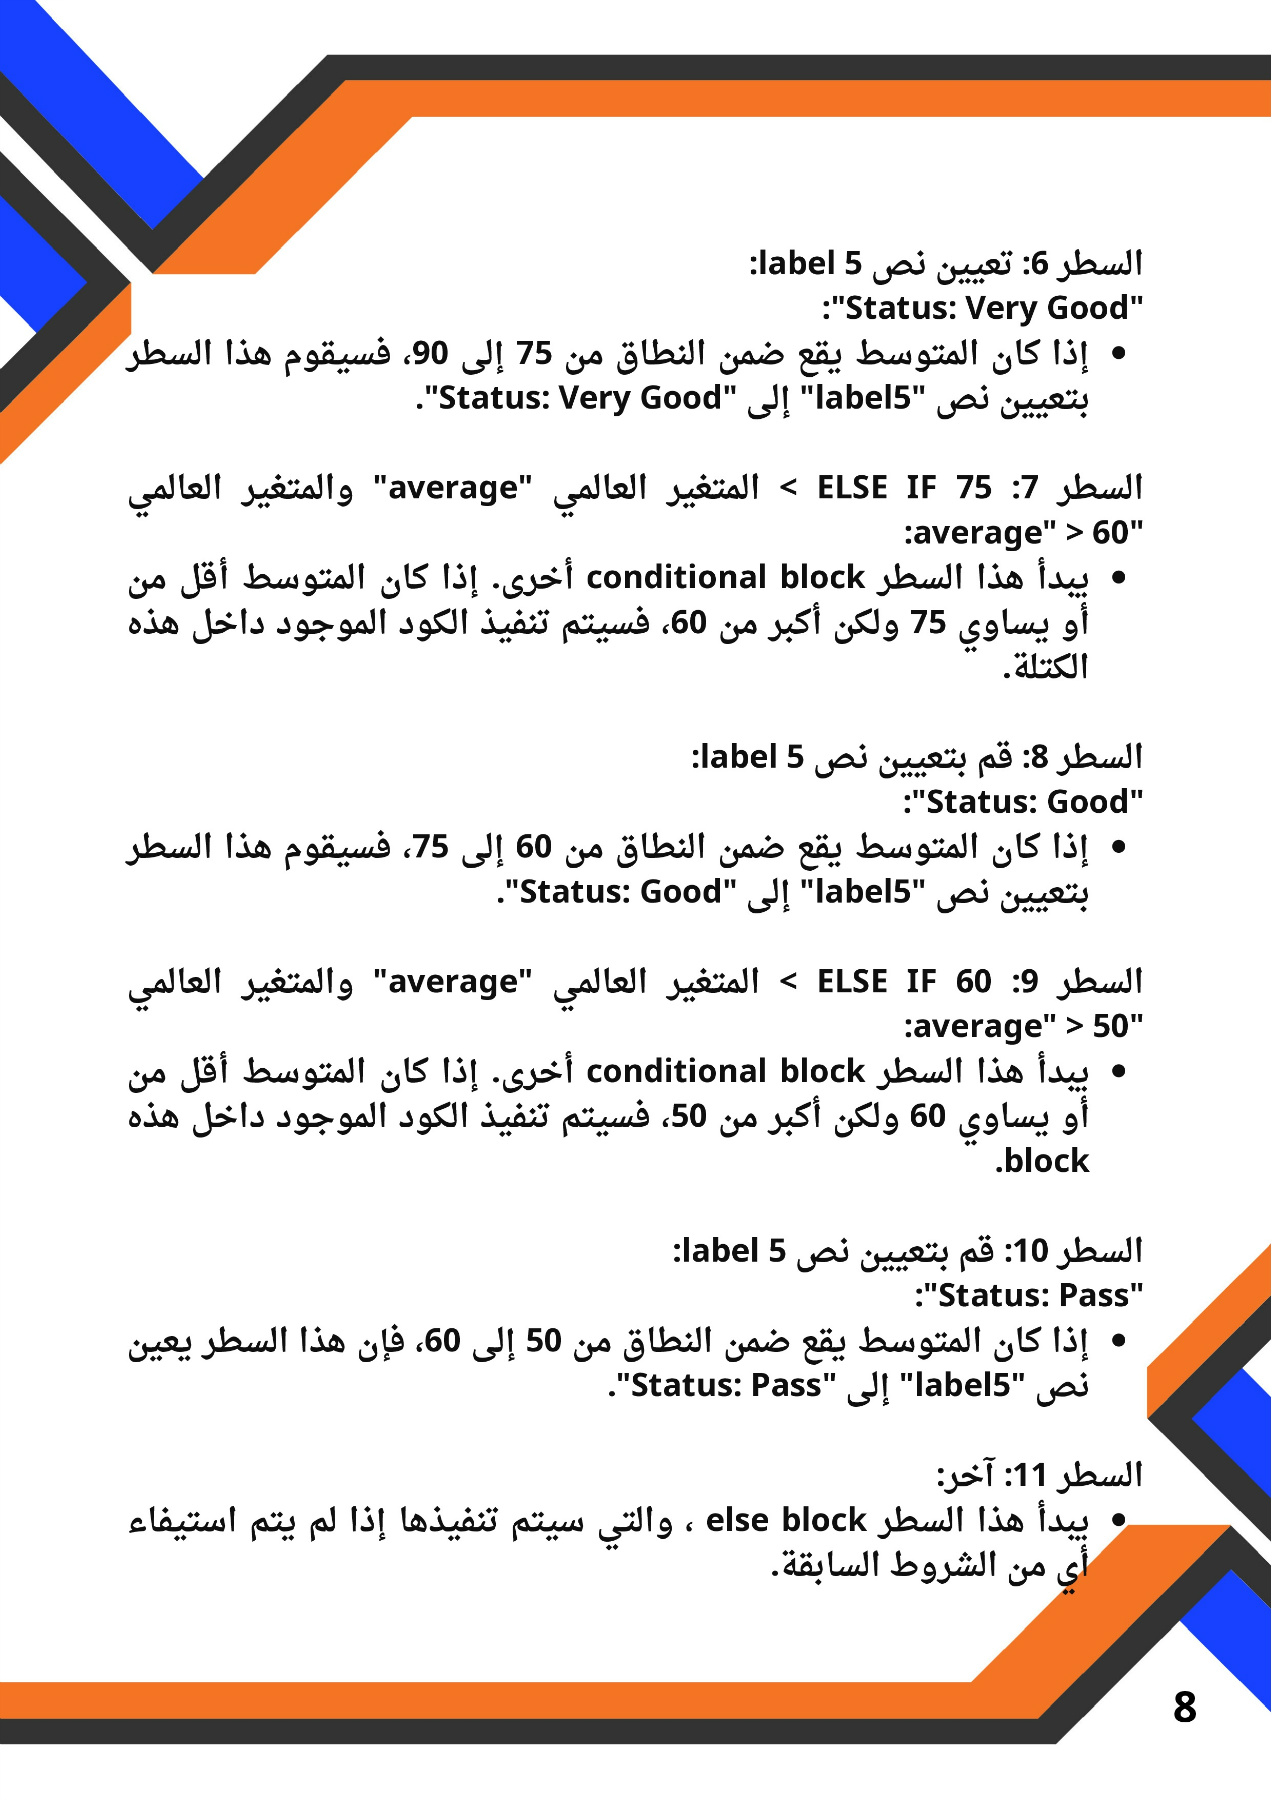 السطر 6: تعيين نص label 5:
"Status: Very Good":
• إذا كان المتوسط يقع ضمن النطاق من 75 إلى 90، فسيقوم هذا السطر
بتعيين نص "label5" إلى "Status: Very Good".
السطر 7: ELSE IF 75 > المتغير العالمي "average" والمتغير العالمي
"average" > 60:
• يبدأ هذا السطر conditional block أخرى. إذا كان المتوسط أقل من
أو يساوي 75 ولكن أكبر من 60، فسيتم تنفيذ الكود الموجود داخل هذه
الكتلة.
السطر 8: قم بتعيين نص label 5:
"Status: Good":
• إذا كان المتوسط يقع ضمن النطاق من 60 إلى 75، فسيقوم هذا السطر
بتعيين نص "label5" إلى "Status: Good".
السطر 9: ELSE IF 60 > المتغير العالمي "average" والمتغير العالمي
"average" > 50:
• يبدأ هذا السطر conditional block أخرى. إذا كان المتوسط أقل من
أو يساوي 60 ولكن أكبر من 50، فسيتم تنفيذ الكود الموجود داخل هذه
block.
السطر 10: قم بتعيين نص label 5:
"Status: Pass":
• إذا كان المتوسط يقع ضمن النطاق من 50 إلى 60، فإن هذا السطر يعين
نص "label5" إلى "Status: Pass".
السطر 11: آخر:
• يبدأ هذا السطر else block ، والتي سيتم تنفيذها إذا لم يتم استيفاء
أي من الشروط السابقة.
8